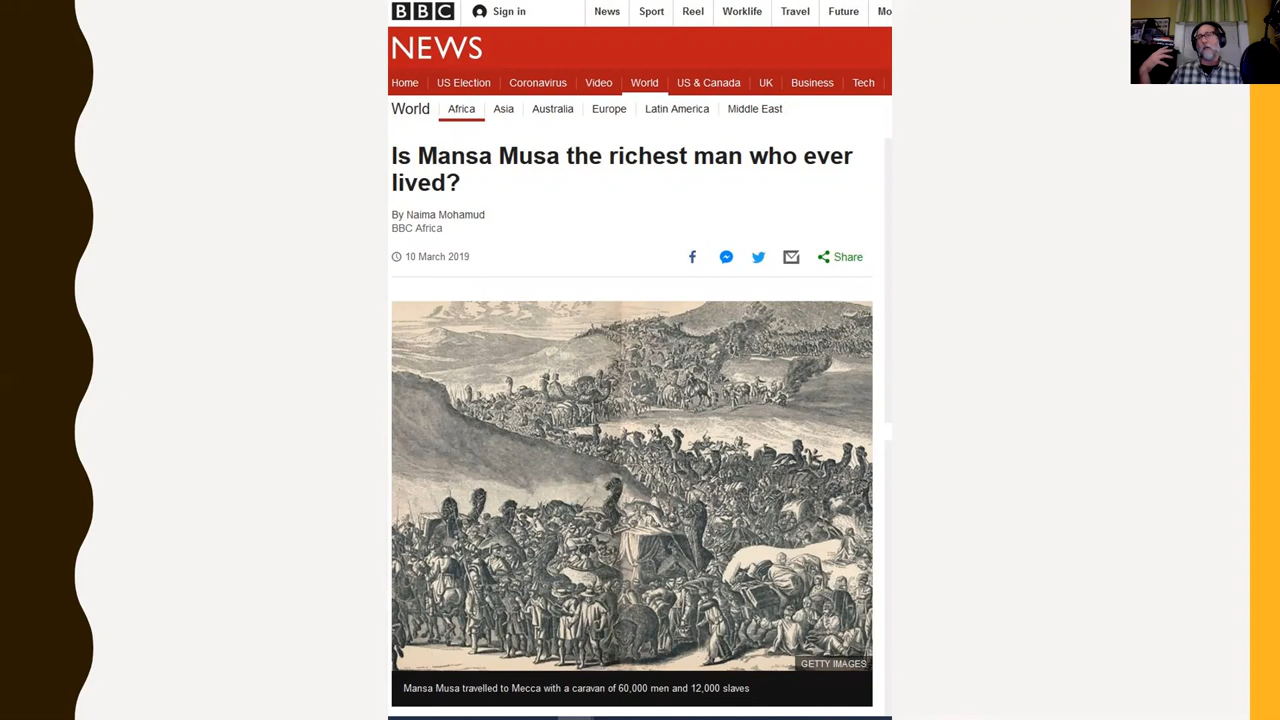 BBC Sign in News Sport Reel Worklife Travel Future Mo
NEWS
Home US Election Coronavirus Video World US & Canada UK Business Tech
World Africa Asia Australia Europe Latin America Middle East
Is Mansa Musa the richest man who ever
lived?
By Naima Mohamud
BBC Africa
10 March 2019
Share
GETTY IMAGES
Mansa Musa travelled to Mecca with a caravan of 60,000 men and 12,000 slaves